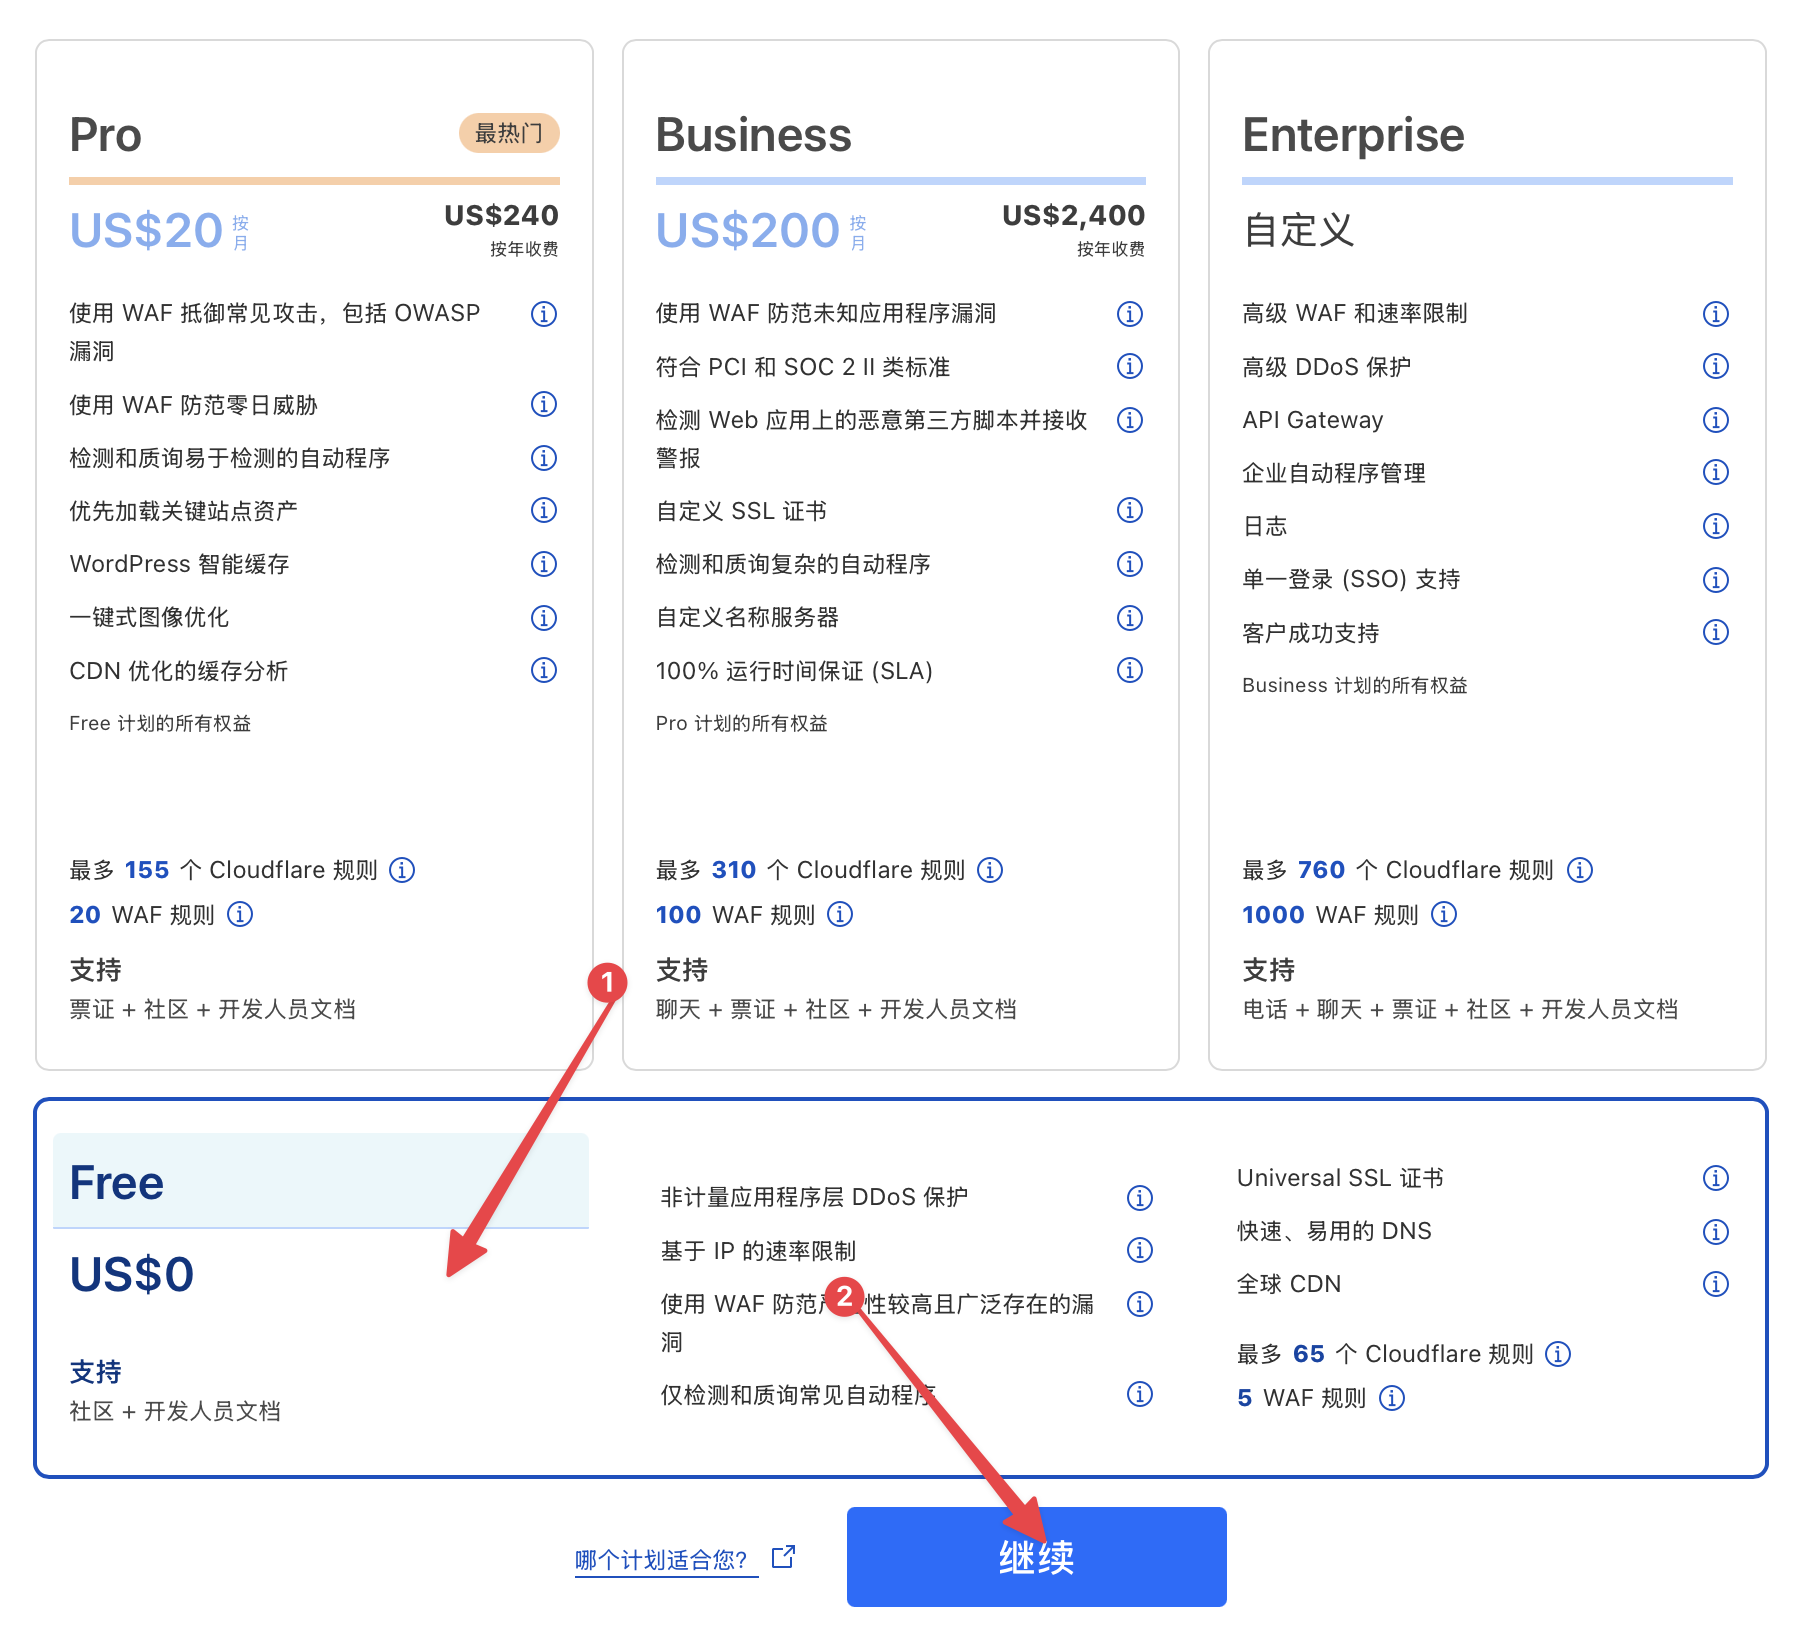 Pro
最热门
US$20 按月
US$240
按年收费
使用 WAF 抵御常见攻击，包括 OWASP
漏洞
使用 WAF 防范零日威胁
检测和质询易于检测的自动程序
优先加载关键站点资产
WordPress 智能缓存
一键式图像优化
CDN 优化的缓存分析
Free 计划的所有权益
最多 155 个 Cloudflare 规则
20 WAF 规则
支持
票证 + 社区 + 开发人员文档
Business
US$200 按月
US$2,400
按年收费
使用 WAF 防范未知应用程序漏洞
符合 PCI 和 SOC 2 II 类标准
检测 Web 应用上的恶意第三方脚本并接收
警报
自定义 SSL 证书
检测和质询复杂的自动程序
自定义名称服务器
100% 运行时间保证 (SLA)
Pro 计划的所有权益
最多 310 个 Cloudflare 规则
100 WAF 规则
支持
聊天 + 票证 + 社区 + 开发人员文档
Enterprise
自定义
高级 WAF 和速率限制
高级 DDoS 保护
API Gateway
企业自动程序管理
日志
单一登录 (SSO) 支持
客户成功支持
Business 计划的所有权益
最多 760 个 Cloudflare 规则
1000 WAF 规则
支持
电话 + 聊天 + 票证 + 社区 + 开发人员文档
1
Free
US$0
支持
社区 + 开发人员文档
非计量应用程序层 DDoS 保护
基于 IP 的速率限制
使用 WAF 防范 2 性较高且广泛存在的漏
洞
仅检测和质询常见自动程序
Universal SSL 证书
快速、易用的 DNS
全球 CDN
最多 65 个 Cloudflare 规则
5 WAF 规则
哪个计划适合您?
继续